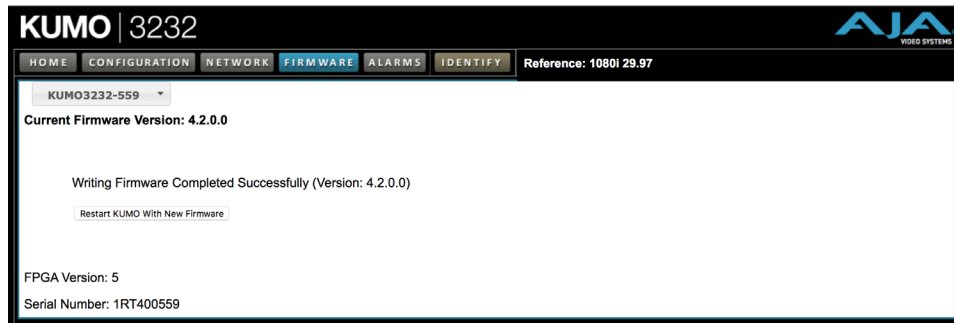 KUMO | 3232
AJA
VIDEO SYSTEMS
HOME CONFIGURATION NETWORK FIRMWARE ALARMS IDENTIFY Reference: 1080i 29.97
KUMO3232-559
Current Firmware Version: 4.2.0.0
Writing Firmware Completed Successfully (Version: 4.2.0.0)
Restart KUMO With New Firmware
FPGA Version: 5
Serial Number: 1RT400559